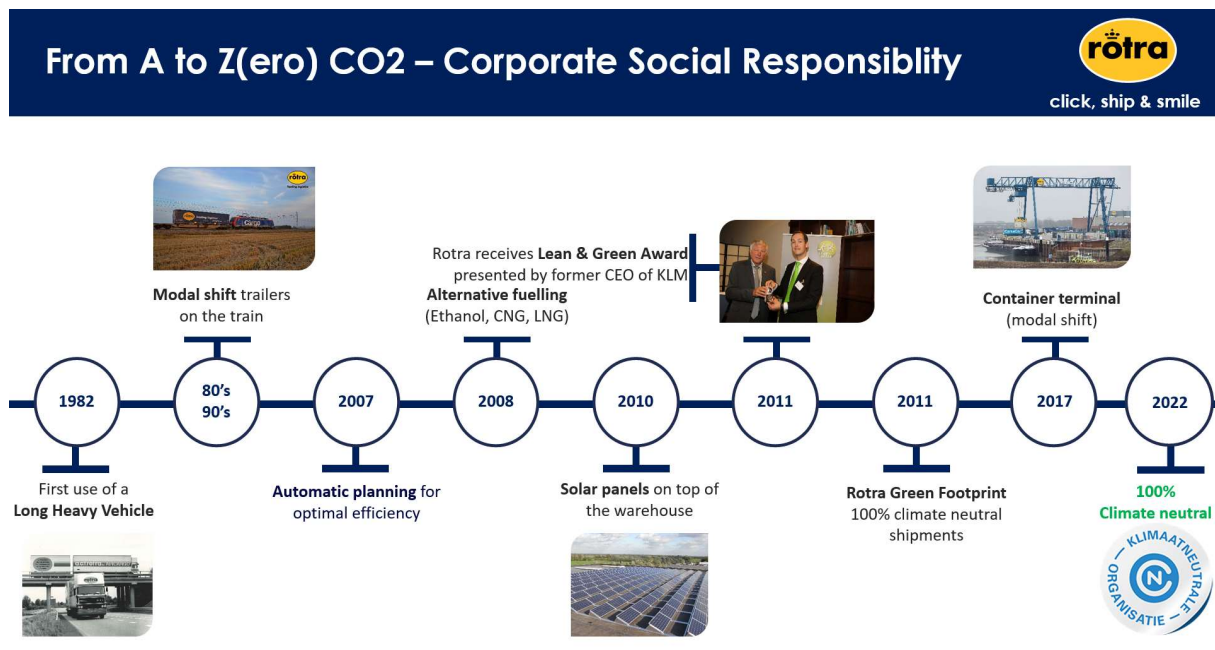 From A to Z(ero) CO2 – Corporate Social Responsiblity
rotra
click, ship & smile
rotra
cargo
Rotra receives Lean & Green Award
presented by former CEO of KLM
Modal shift trailers
on the train
Alternative fuelling
(Ethanol, CNG, LNG)
Container terminal
(modal shift)
1982
80’s
90’s
2007
2008
2010
2011
2011
2017
2022
First use of a
Long Heavy Vehicle
Automatic planning for
optimal efficiency
Solar panels on top of
the warehouse
Rotra Green Footprint
100% climate neutral
shipments
100%
Climate neutral
KLIMAATNEUTRALE
ORGANISATIE
CN